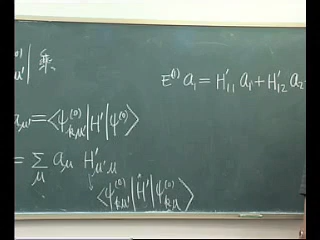 ⁽⁰⁾_μ′| 乘
E⁽¹⁾ a₁ = H′₁₁ a₁ + H′₁₂ a₂
a_μ′ = ⟨ψ⁽⁰⁾_kμ′|H′|ψ⁽⁰⁾⟩
= Σ_μ a_μ H′_μ′μ
⟨ψ⁽⁰⁾_kμ′|Ĥ′|ψ⁽⁰⁾_kμ⟩